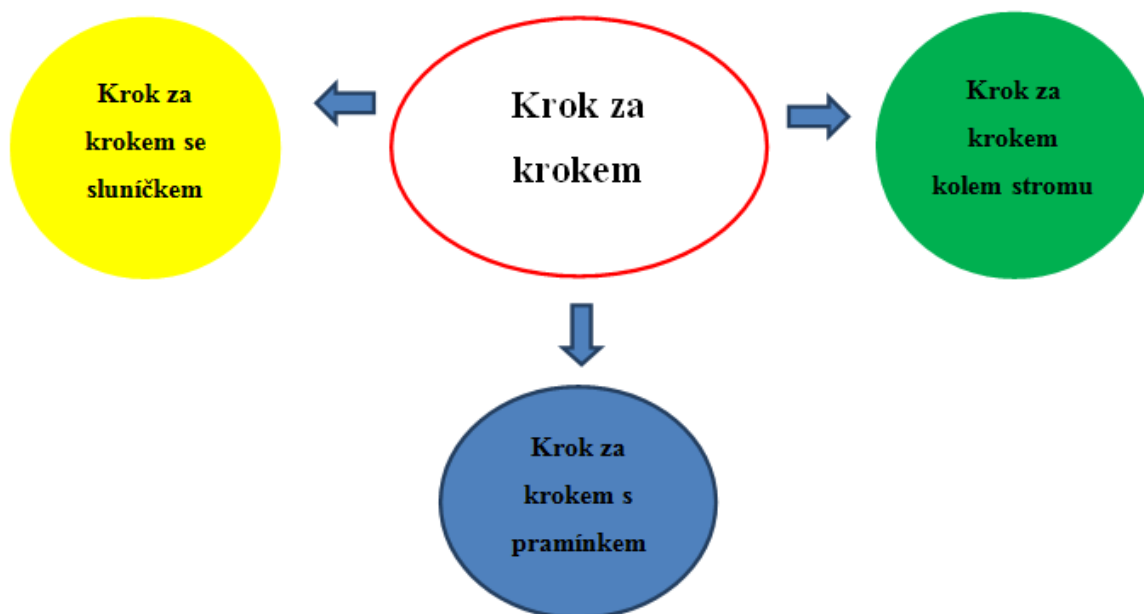 Krok za
krokem se
sluníčkem
Krok za
krokem
Krok za
krokem
kolem stromu
Krok za
krokem s
pramínkem